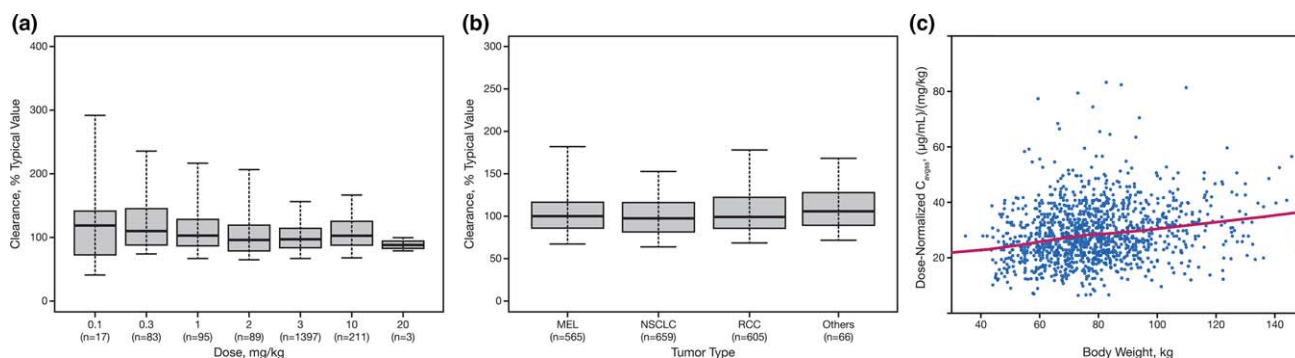 (a)
Clearance, % Typical Value
400
300
200
100
0
0.1 0.3 1 2 3 10 20
(n=17) (n=83) (n=95) (n=89) (n=1397) (n=211) (n=3)
Dose, mg/kg
(b)
Clearance, % Typical Value
300
250
200
150
100
50
0
MEL NSCLC RCC Others
(n=565) (n=659) (n=605) (n=66)
Tumor Type
(c)
Dose-Normalized Cavgss, (µg/mL)/(mg/kg)
80
60
40
20
40 60 80 100 120 140
Body Weight, kg